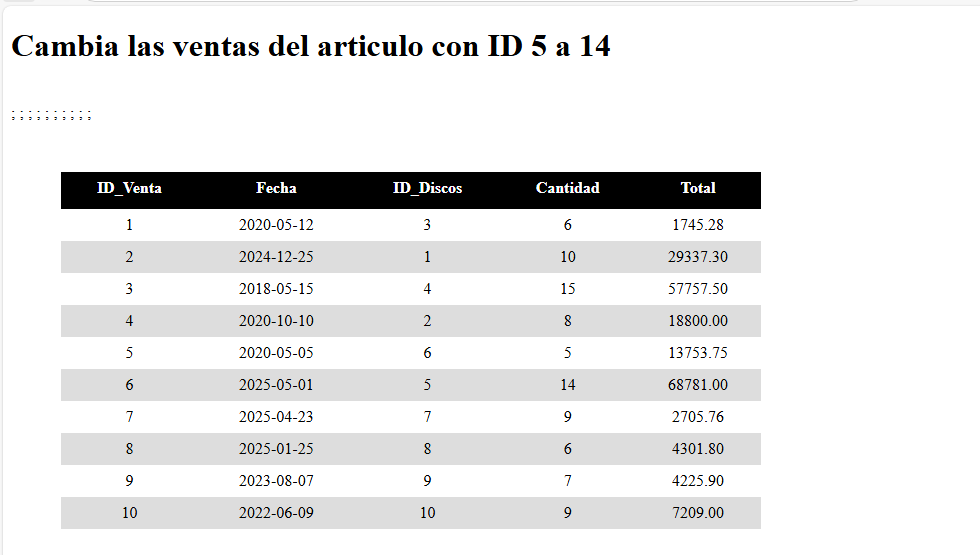 Cambia las ventas del articulo con ID 5 a 14
; ; ; ; ; ; ; ; ; ;
ID_Venta Fecha ID_Discos Cantidad Total
1 2020-05-12 3 6 1745.28
2 2024-12-25 1 10 29337.30
3 2018-05-15 4 15 57757.50
4 2020-10-10 2 8 18800.00
5 2020-05-05 6 5 13753.75
6 2025-05-01 5 14 68781.00
7 2025-04-23 7 9 2705.76
8 2025-01-25 8 6 4301.80
9 2023-08-07 9 7 4225.90
10 2022-06-09 10 9 7209.00